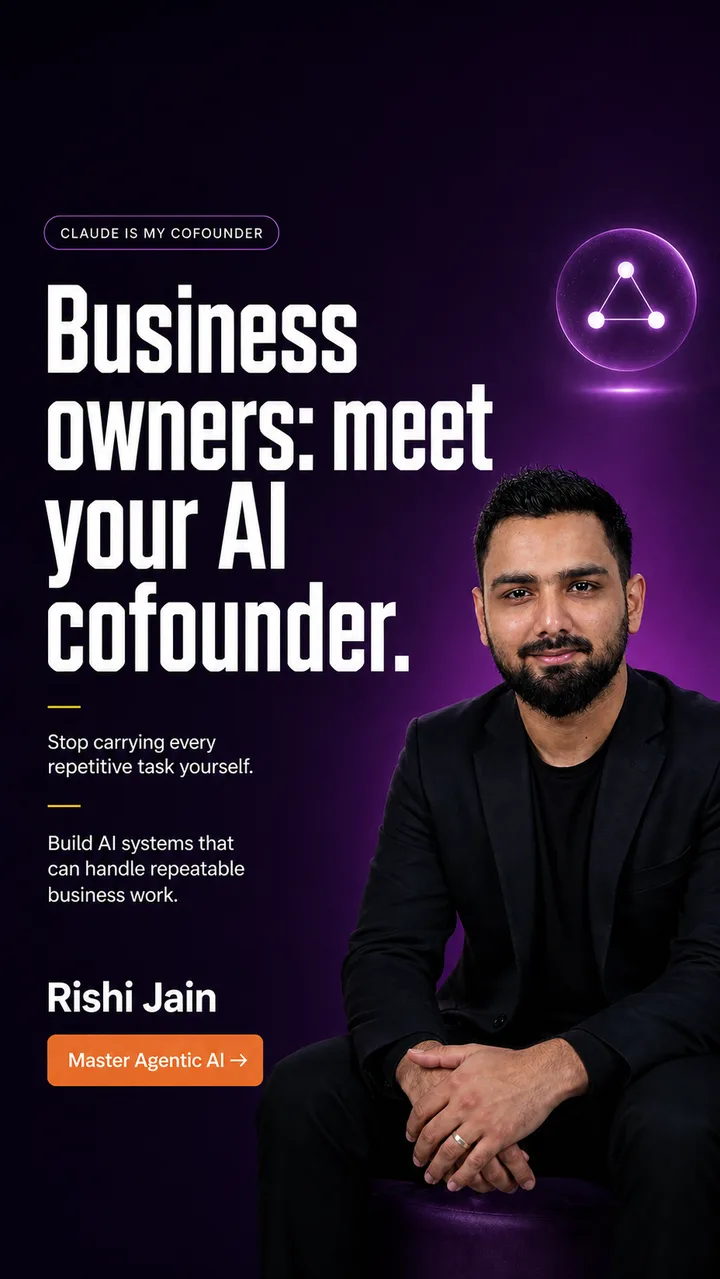 CLAUDE IS MY COFOUNDER
Business
owners: meet
your AI
cofounder.
Stop carrying every
repetitive task yourself.
Build AI systems that
can handle repeatable
business work.
Rishi Jain
Master Agentic AI →